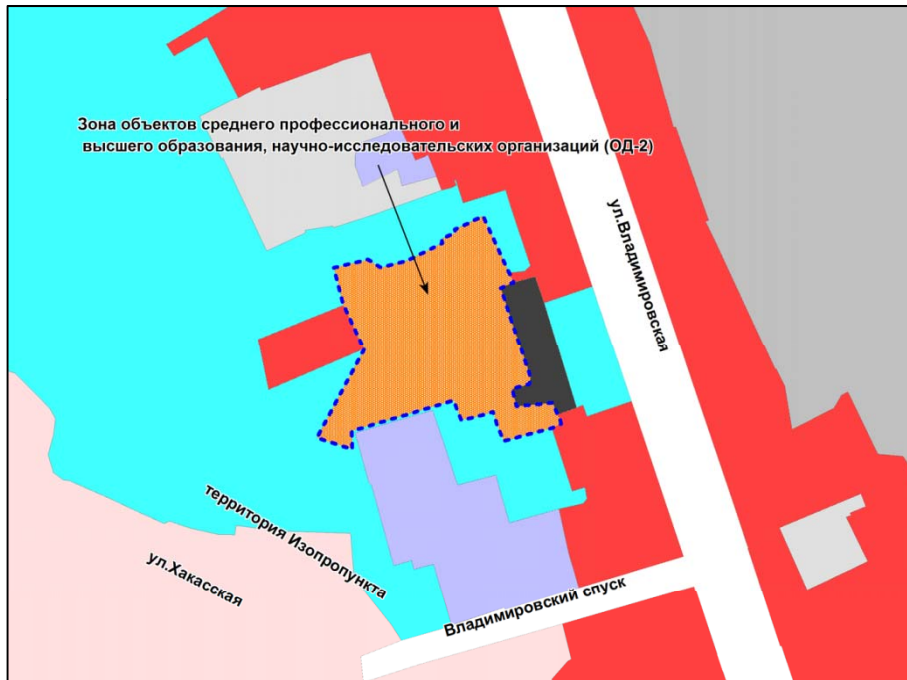 Зона объектов среднего профессионального и
высшего образования, научно-исследовательских организаций (ОД-2)
ул.Владимировская
территория Изопропункта
ул.Хакасская
Владимировский спуск